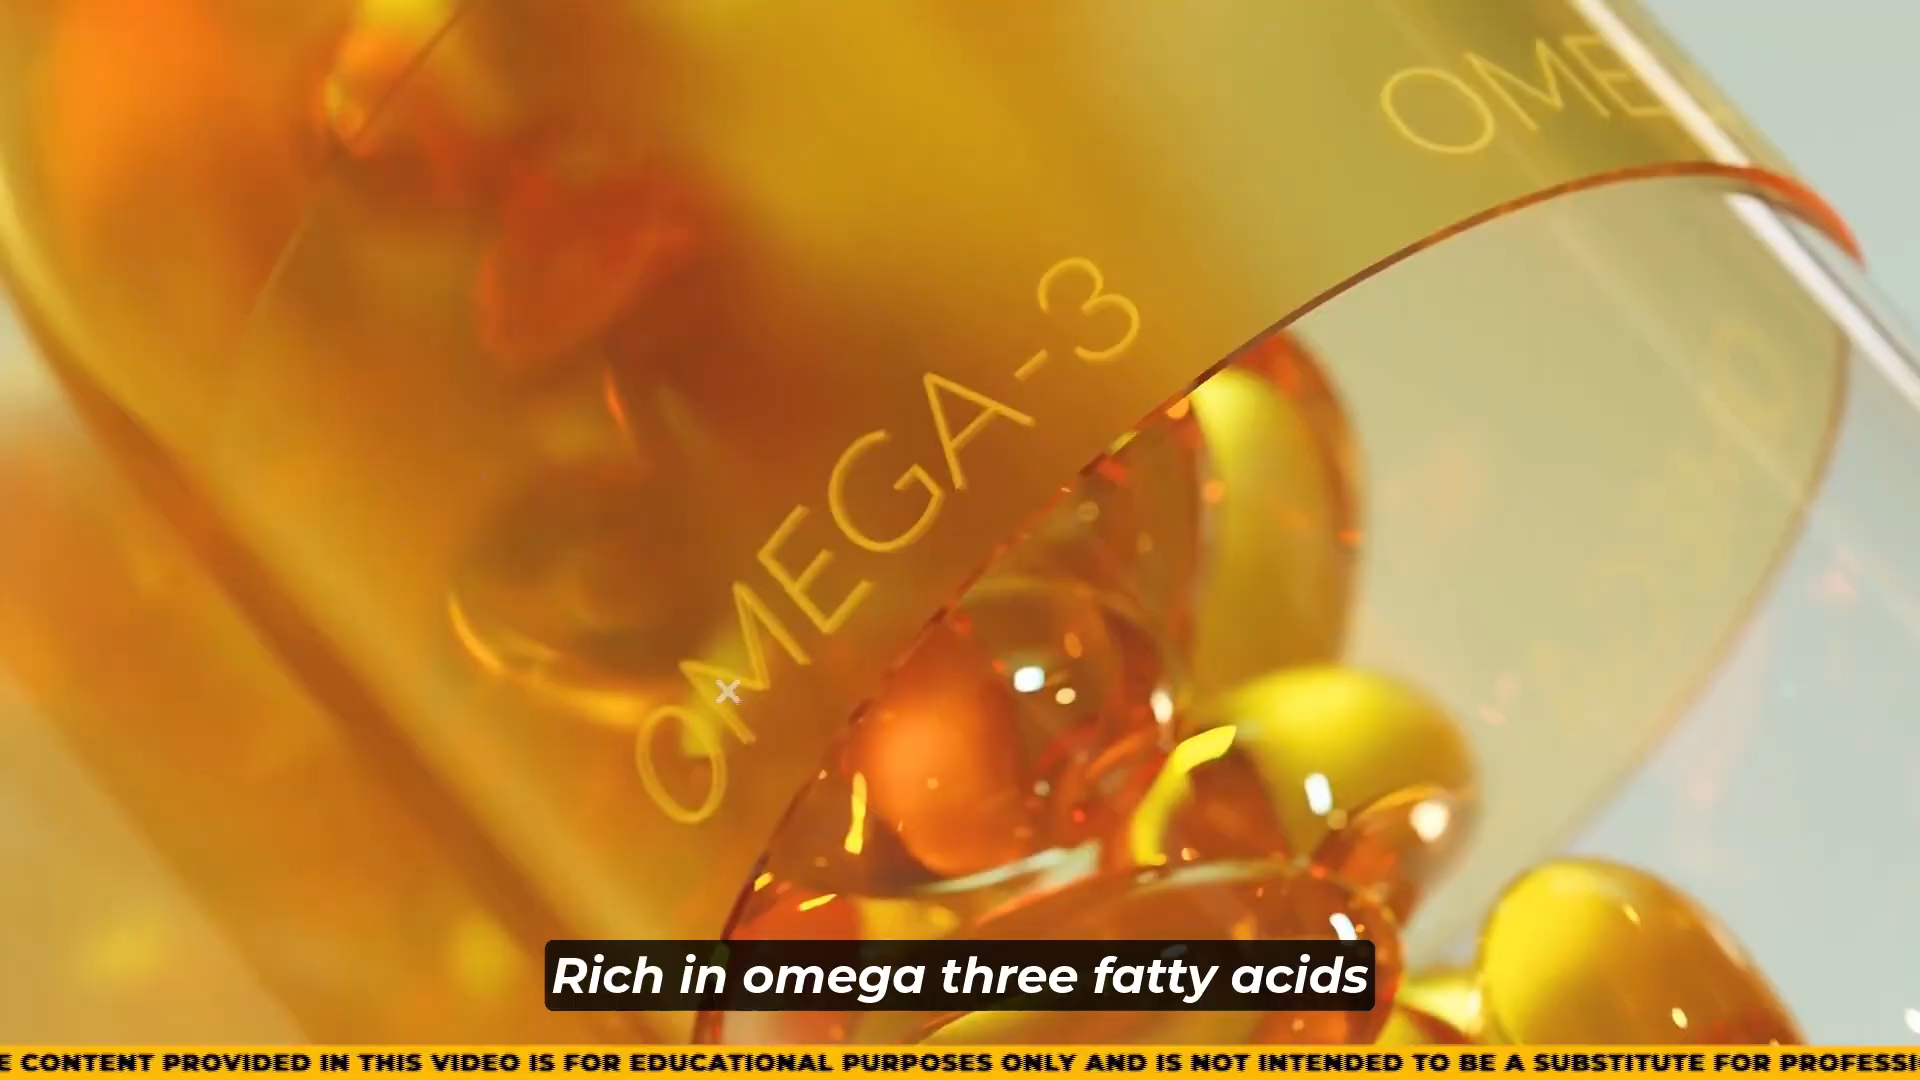 OME
OMEGA-3
Rich in omega three fatty acids
E CONTENT PROVIDED IN THIS VIDEO IS FOR EDUCATIONAL PURPOSES ONLY AND IS NOT INTENDED TO BE A SUBSTITUTE FOR PROFESSI